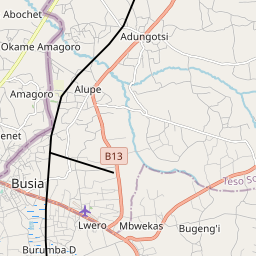 Abochet
Adungotsi
Okame Amagoro
Amagoro
Alupe
enet
B13
Busia
Teso So
Lwero
Mbwekas
Bugeng'i
Burumba D